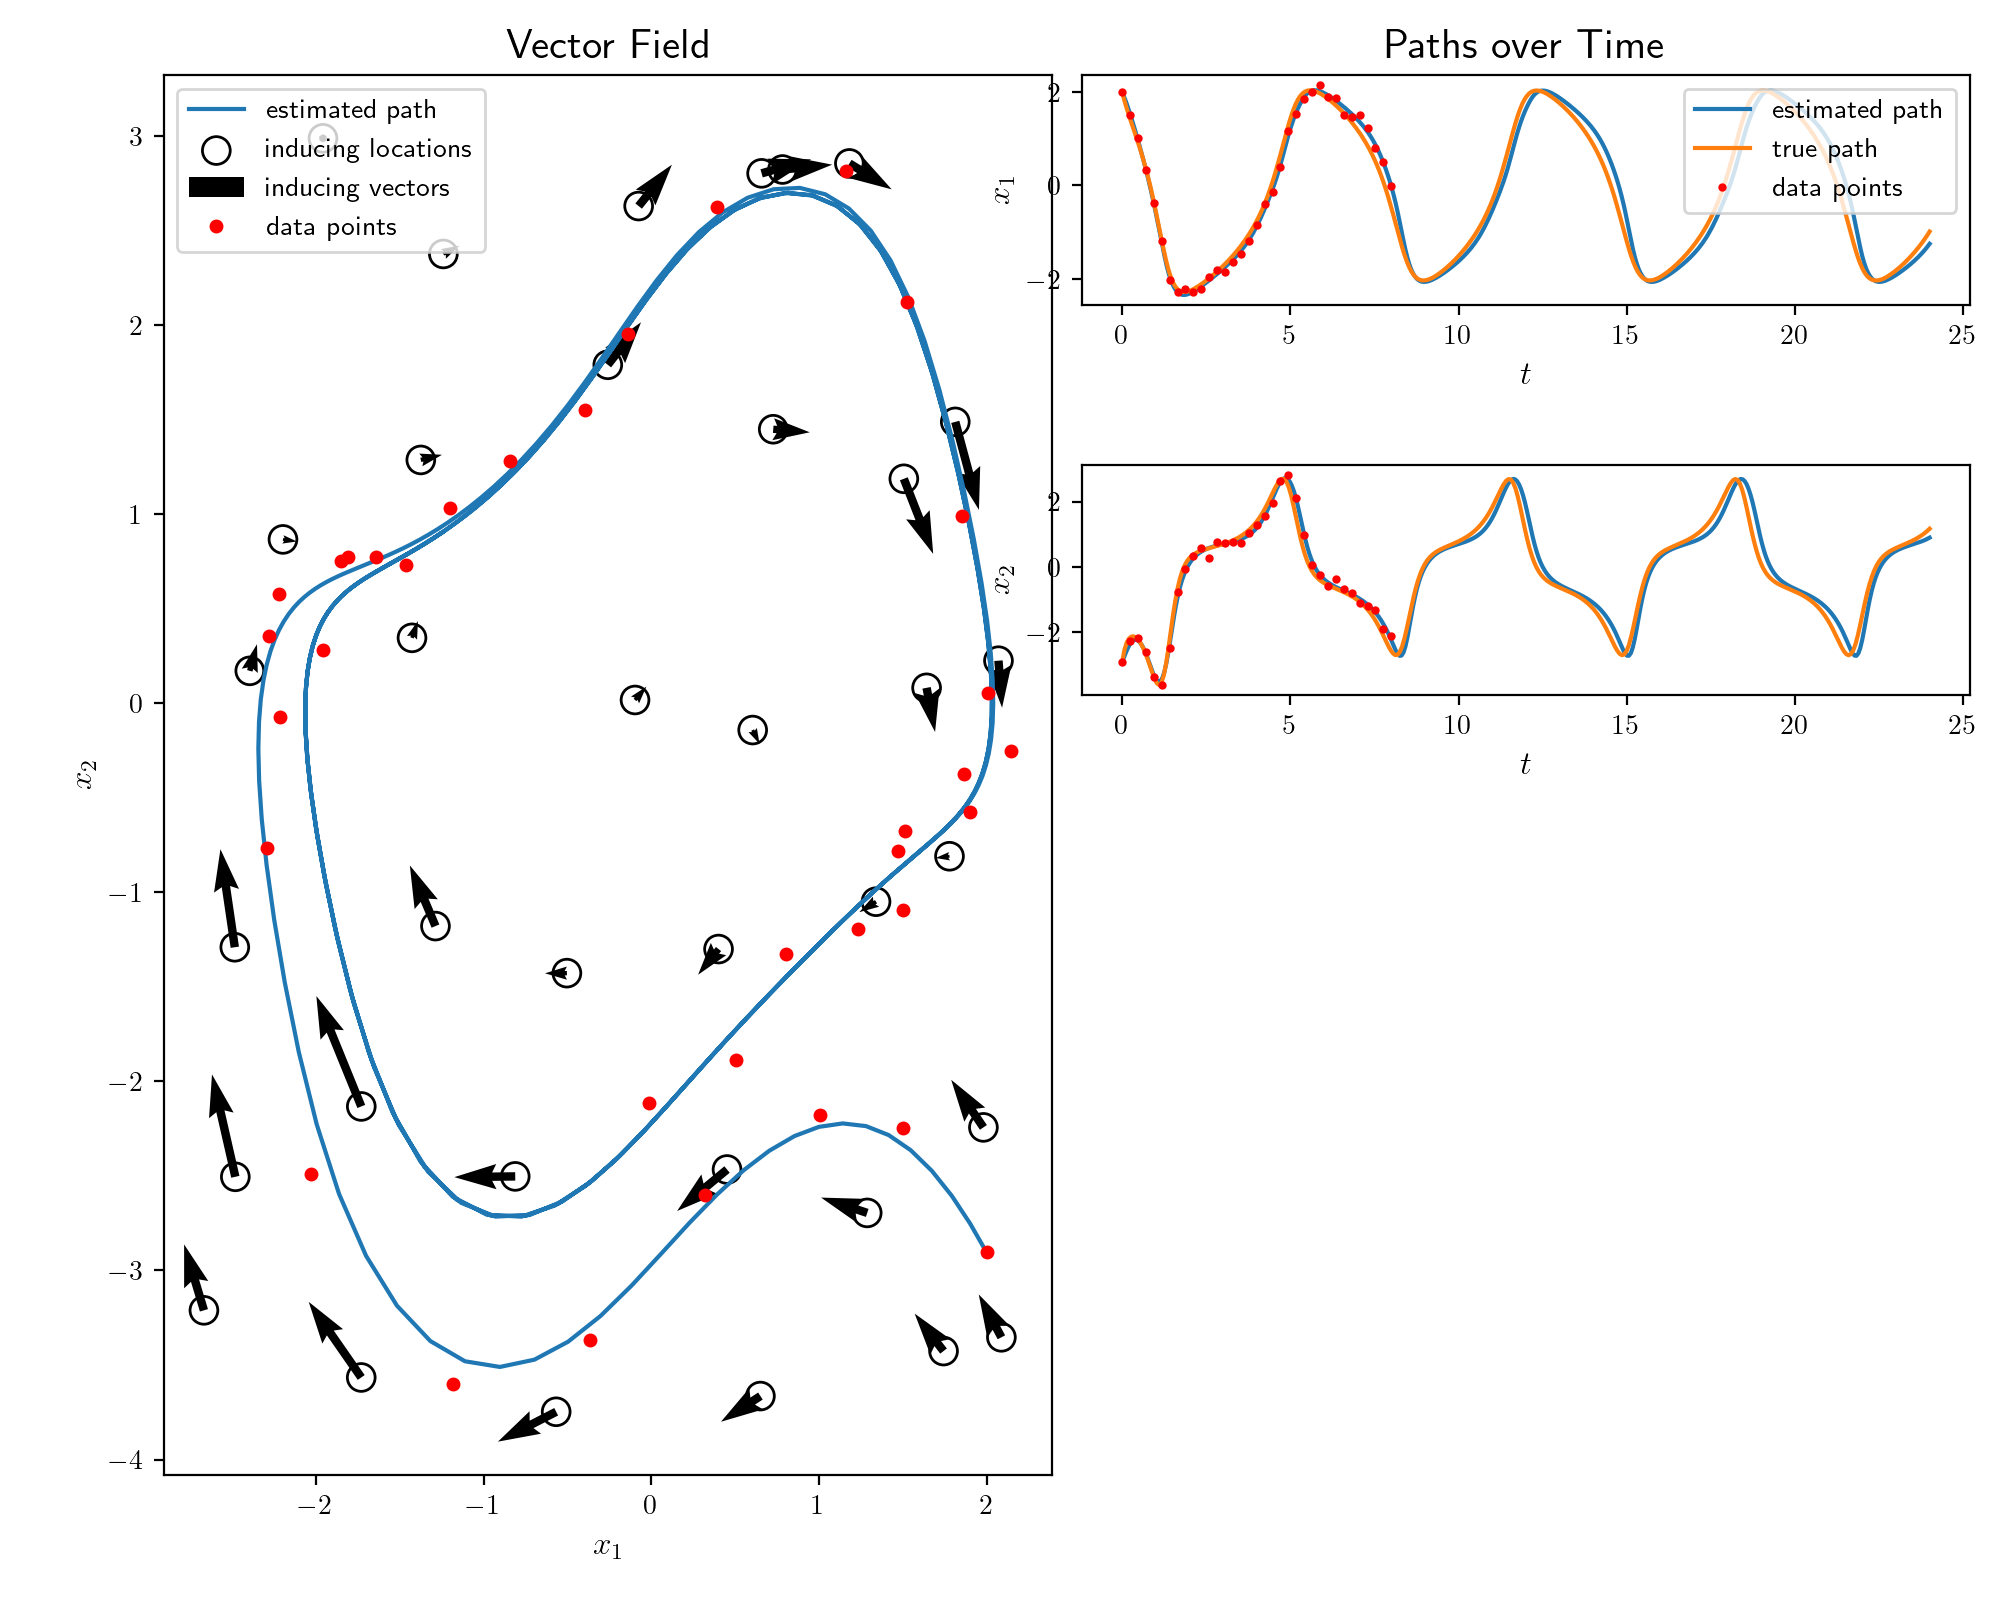 Vector Field
estimated path
inducing locations
inducing vectors
data points
3
2
1
0
−1
−2
−3
−4
x₂
−2
−1
0
1
2
x₁
Paths over Time
estimated path
true path
data points
2
0
−2
x₁
0
5
10
15
20
25
t
2
0
−2
x₂
0
5
10
15
20
25
t